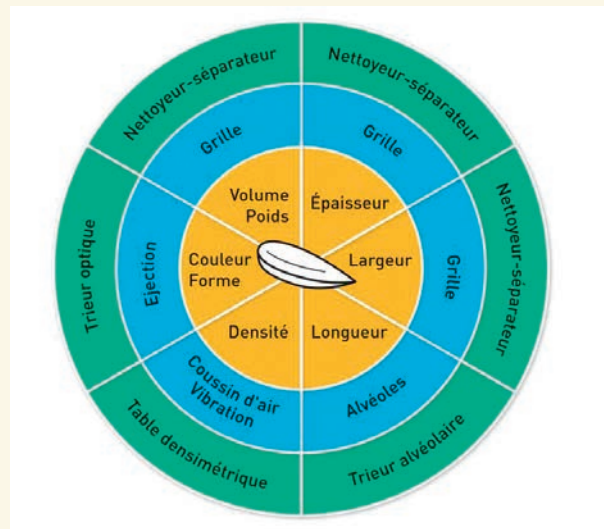 Nettoyeur-séparateur
Nettoyeur-séparateur
Nettoyeur-séparateur
Trieur alvéolaire
Table densimétrique
Trieur optique
Grille
Grille
Grille
Alvéoles
Coussin d'air
Vibration
Ejection
Volume
Poids
Épaisseur
Largeur
Longueur
Densité
Couleur
Forme